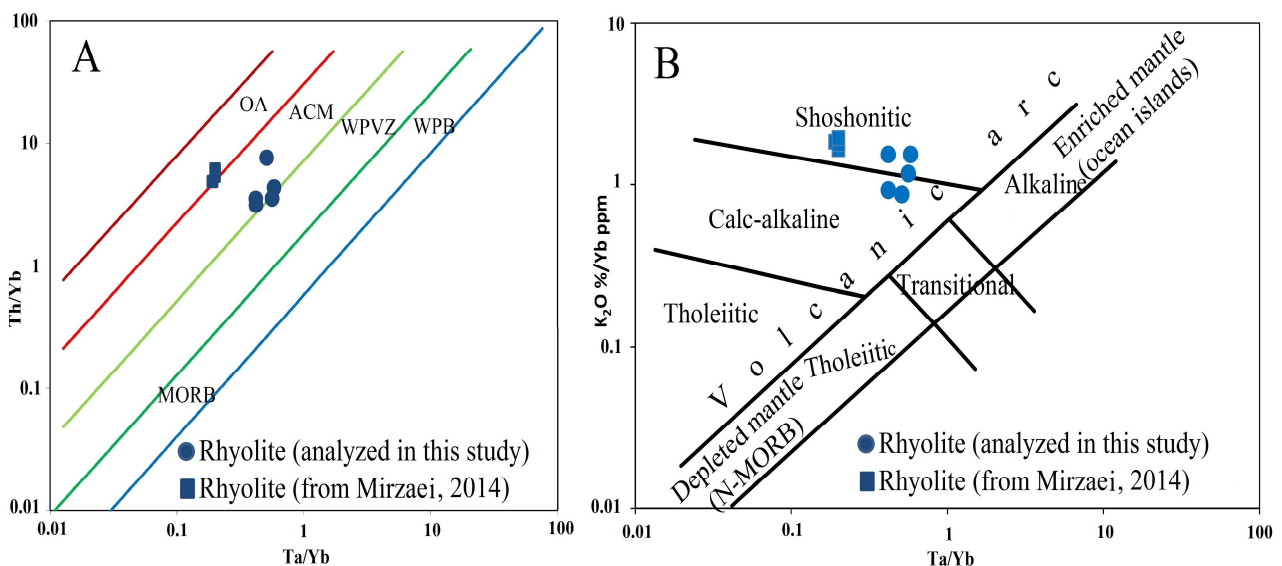 A
100
10
1
0.1
0.01
Th/Yb
OΛ
ACM
WPVZ
WPB
MORB
Rhyolite (analyzed in this study)
Rhyolite (from Mirzaei, 2014)
0.01
0.1
1
10
100
Ta/Yb
B
10
1
0.1
0.01
K₂O %/Yb ppm
Shoshonitic
Calc-alkaline
Tholeiitic
Volcanic arc
Enriched mantle
(ocean islands)
Alkaline
Transitional
Tholeiitic
Depleted mantle
(N-MORB)
Rhyolite (analyzed in this study)
Rhyolite (from Mirzaei, 2014)
0.1
1
10
100
Ta/Yb